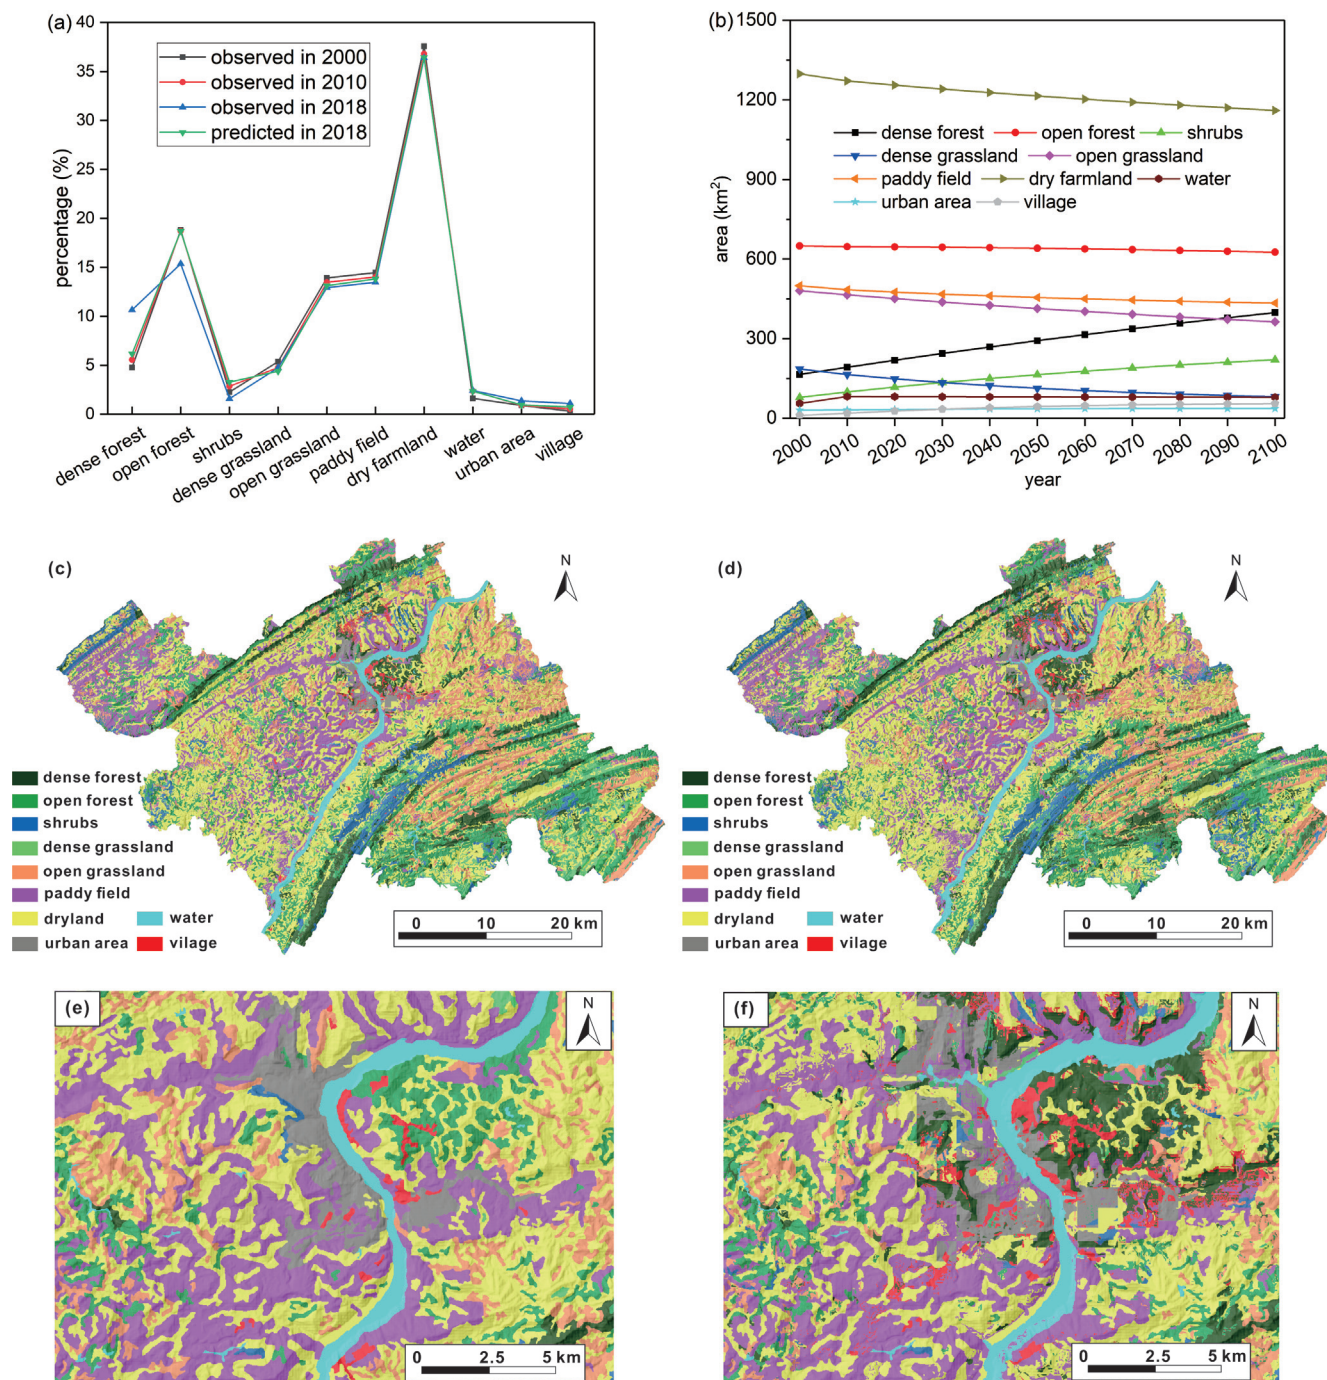 (a)
40
35
30
25
20
15
10
5
0
percentage (%)
observed in 2000
observed in 2010
observed in 2018
predicted in 2018
dense forest
open forest
shrubs
dense grassland
open grassland
paddy field
dry farmland
water
urban area
village
(b)
1500
1200
900
600
300
0
area (km²)
dense forest open forest shrubs
dense grassland open grassland
paddy field dry farmland water
urban area village
2000 2010 2020 2030 2040 2050 2060 2070 2080 2090 2100
year
(c)
N
dense forest
open forest
shrubs
dense grassland
open grassland
paddy field
dryland water
urban area vilage
0 10 20 km
(d)
N
dense forest
open forest
shrubs
dense grassland
open grassland
paddy field
dryland water
urban area vilage
0 10 20 km
(e)
N
0 2.5 5 km
(f)
N
0 2.5 5 km